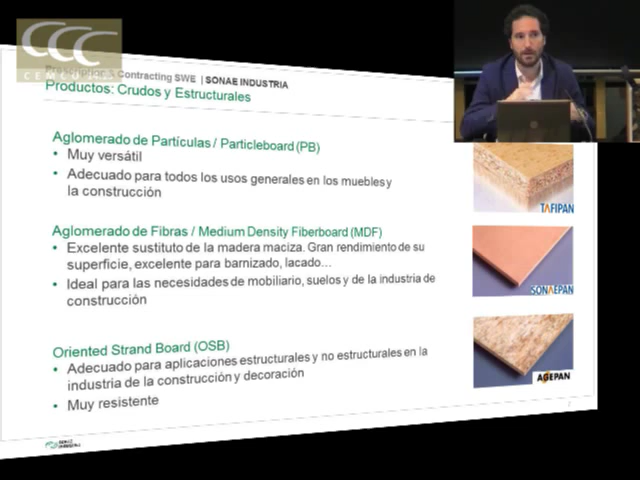 CCC
Contracting SWE | SONAE INDUSTRIA
Productos: Crudos y Estructurales
Aglomerado de Partículas / Particleboard (PB)
• Muy versátil
• Adecuado para todos los usos generales en los muebles y
la construcción
TAFIPAN
Aglomerado de Fibras / Medium Density Fiberboard (MDF)
• Excelente sustituto de la madera maciza. Gran rendimiento de su
superficie, excelente para barnizado, lacado...
• Ideal para las necesidades de mobiliario, suelos y de la industria de
construcción
SONAEPAN
Oriented Strand Board (OSB)
• Adecuado para aplicaciones estructurales y no estructurales en la
industria de la construcción y decoración
• Muy resistente
AGEPAN
SONAE
INDUSTRIA